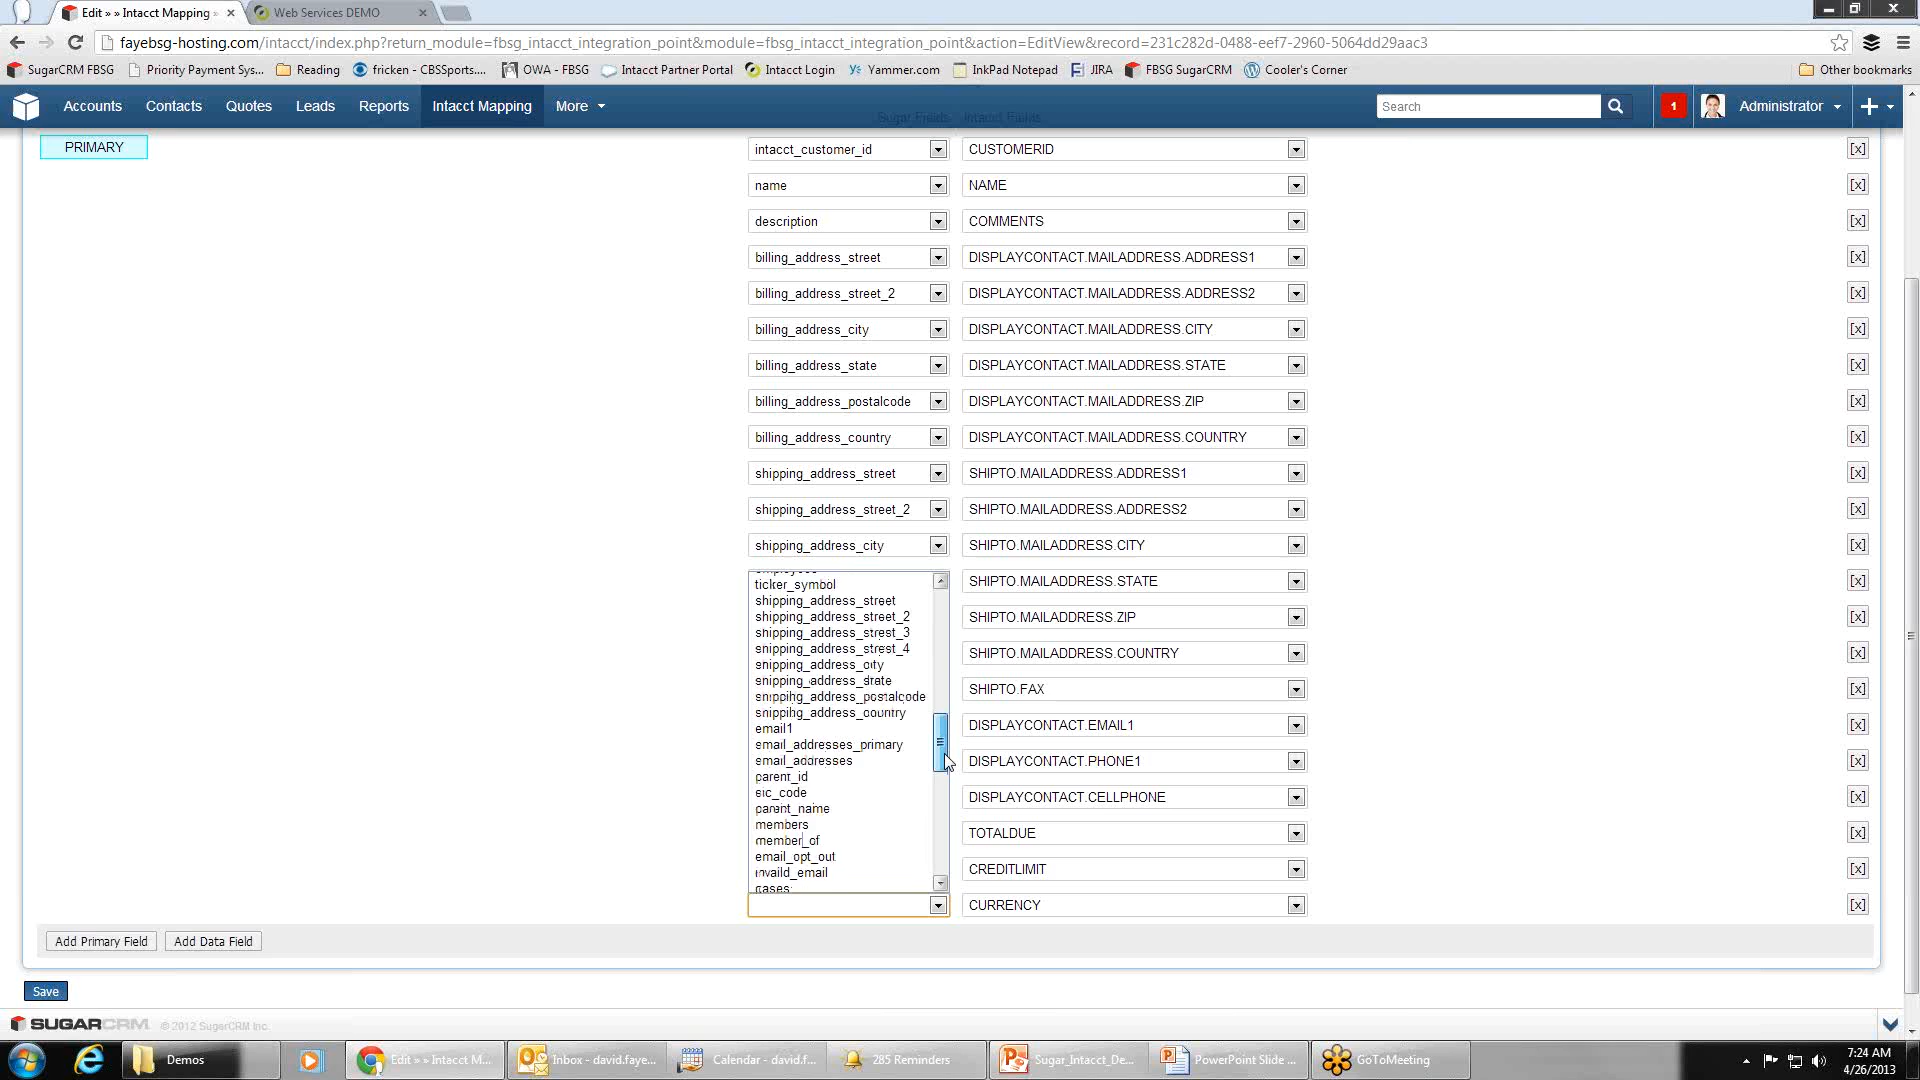 Edit » » Intacct Mapping »
Web Services DEMO
fayebsg-hosting.com/intacct/index.php?return_module=fbsg_intacct_integration_point&module=fbsg_intacct_integration_point&action=EditView&record=231c282d-0488-eef7-2960-5064dd29aac3
SugarCRM FBSG Priority Payment Sys... Reading fricken - CBSSports.... OWA - FBSG Intacct Partner Portal Intacct Login Yammer.com InkPad Notepad JIRA FBSG SugarCRM Cooler's Corner Other bookmarks
Accounts Contacts Quotes Leads Reports Intacct Mapping More Search 1 Administrator
Sugar Fields Intacct Fields
PRIMARY
intacct_customer_id CUSTOMERID [x]
name NAME [x]
description COMMENTS [x]
billing_address_street DISPLAYCONTACT.MAILADDRESS.ADDRESS1 [x]
billing_address_street_2 DISPLAYCONTACT.MAILADDRESS.ADDRESS2 [x]
billing_address_city DISPLAYCONTACT.MAILADDRESS.CITY [x]
billing_address_state DISPLAYCONTACT.MAILADDRESS.STATE [x]
billing_address_postalcode DISPLAYCONTACT.MAILADDRESS.ZIP [x]
billing_address_country DISPLAYCONTACT.MAILADDRESS.COUNTRY [x]
shipping_address_street SHIPTO.MAILADDRESS.ADDRESS1 [x]
shipping_address_street_2 SHIPTO.MAILADDRESS.ADDRESS2 [x]
shipping_address_city SHIPTO.MAILADDRESS.CITY [x]
ticker_symbol
shipping_address_street
shipping_address_street_2
shipping_address_street_3
shipping_address_street_4
shipping_address_city
shipping_address_state
shipping_address_postalcode
shipping_address_country
email1
email_addresses_primary
email_addresses
parent_id
sic_code
parent_name
members
member_of
email_opt_out
invalid_email
cases
SHIPTO.MAILADDRESS.STATE [x]
SHIPTO.MAILADDRESS.ZIP [x]
SHIPTO.MAILADDRESS.COUNTRY [x]
SHIPTO.FAX [x]
DISPLAYCONTACT.EMAIL1 [x]
DISPLAYCONTACT.PHONE1 [x]
DISPLAYCONTACT.CELLPHONE [x]
TOTALDUE [x]
CREDITLIMIT [x]
CURRENCY [x]
Add Primary Field Add Data Field
Save
SUGARCRM © 2012 SugarCRM Inc.
Demos Edit » » Intacct M... Inbox - david.faye... Calendar - david.f... 285 Reminders Sugar_Intacct_De... PowerPoint Slide ... GoToMeeting
7:24 AM
4/26/2013